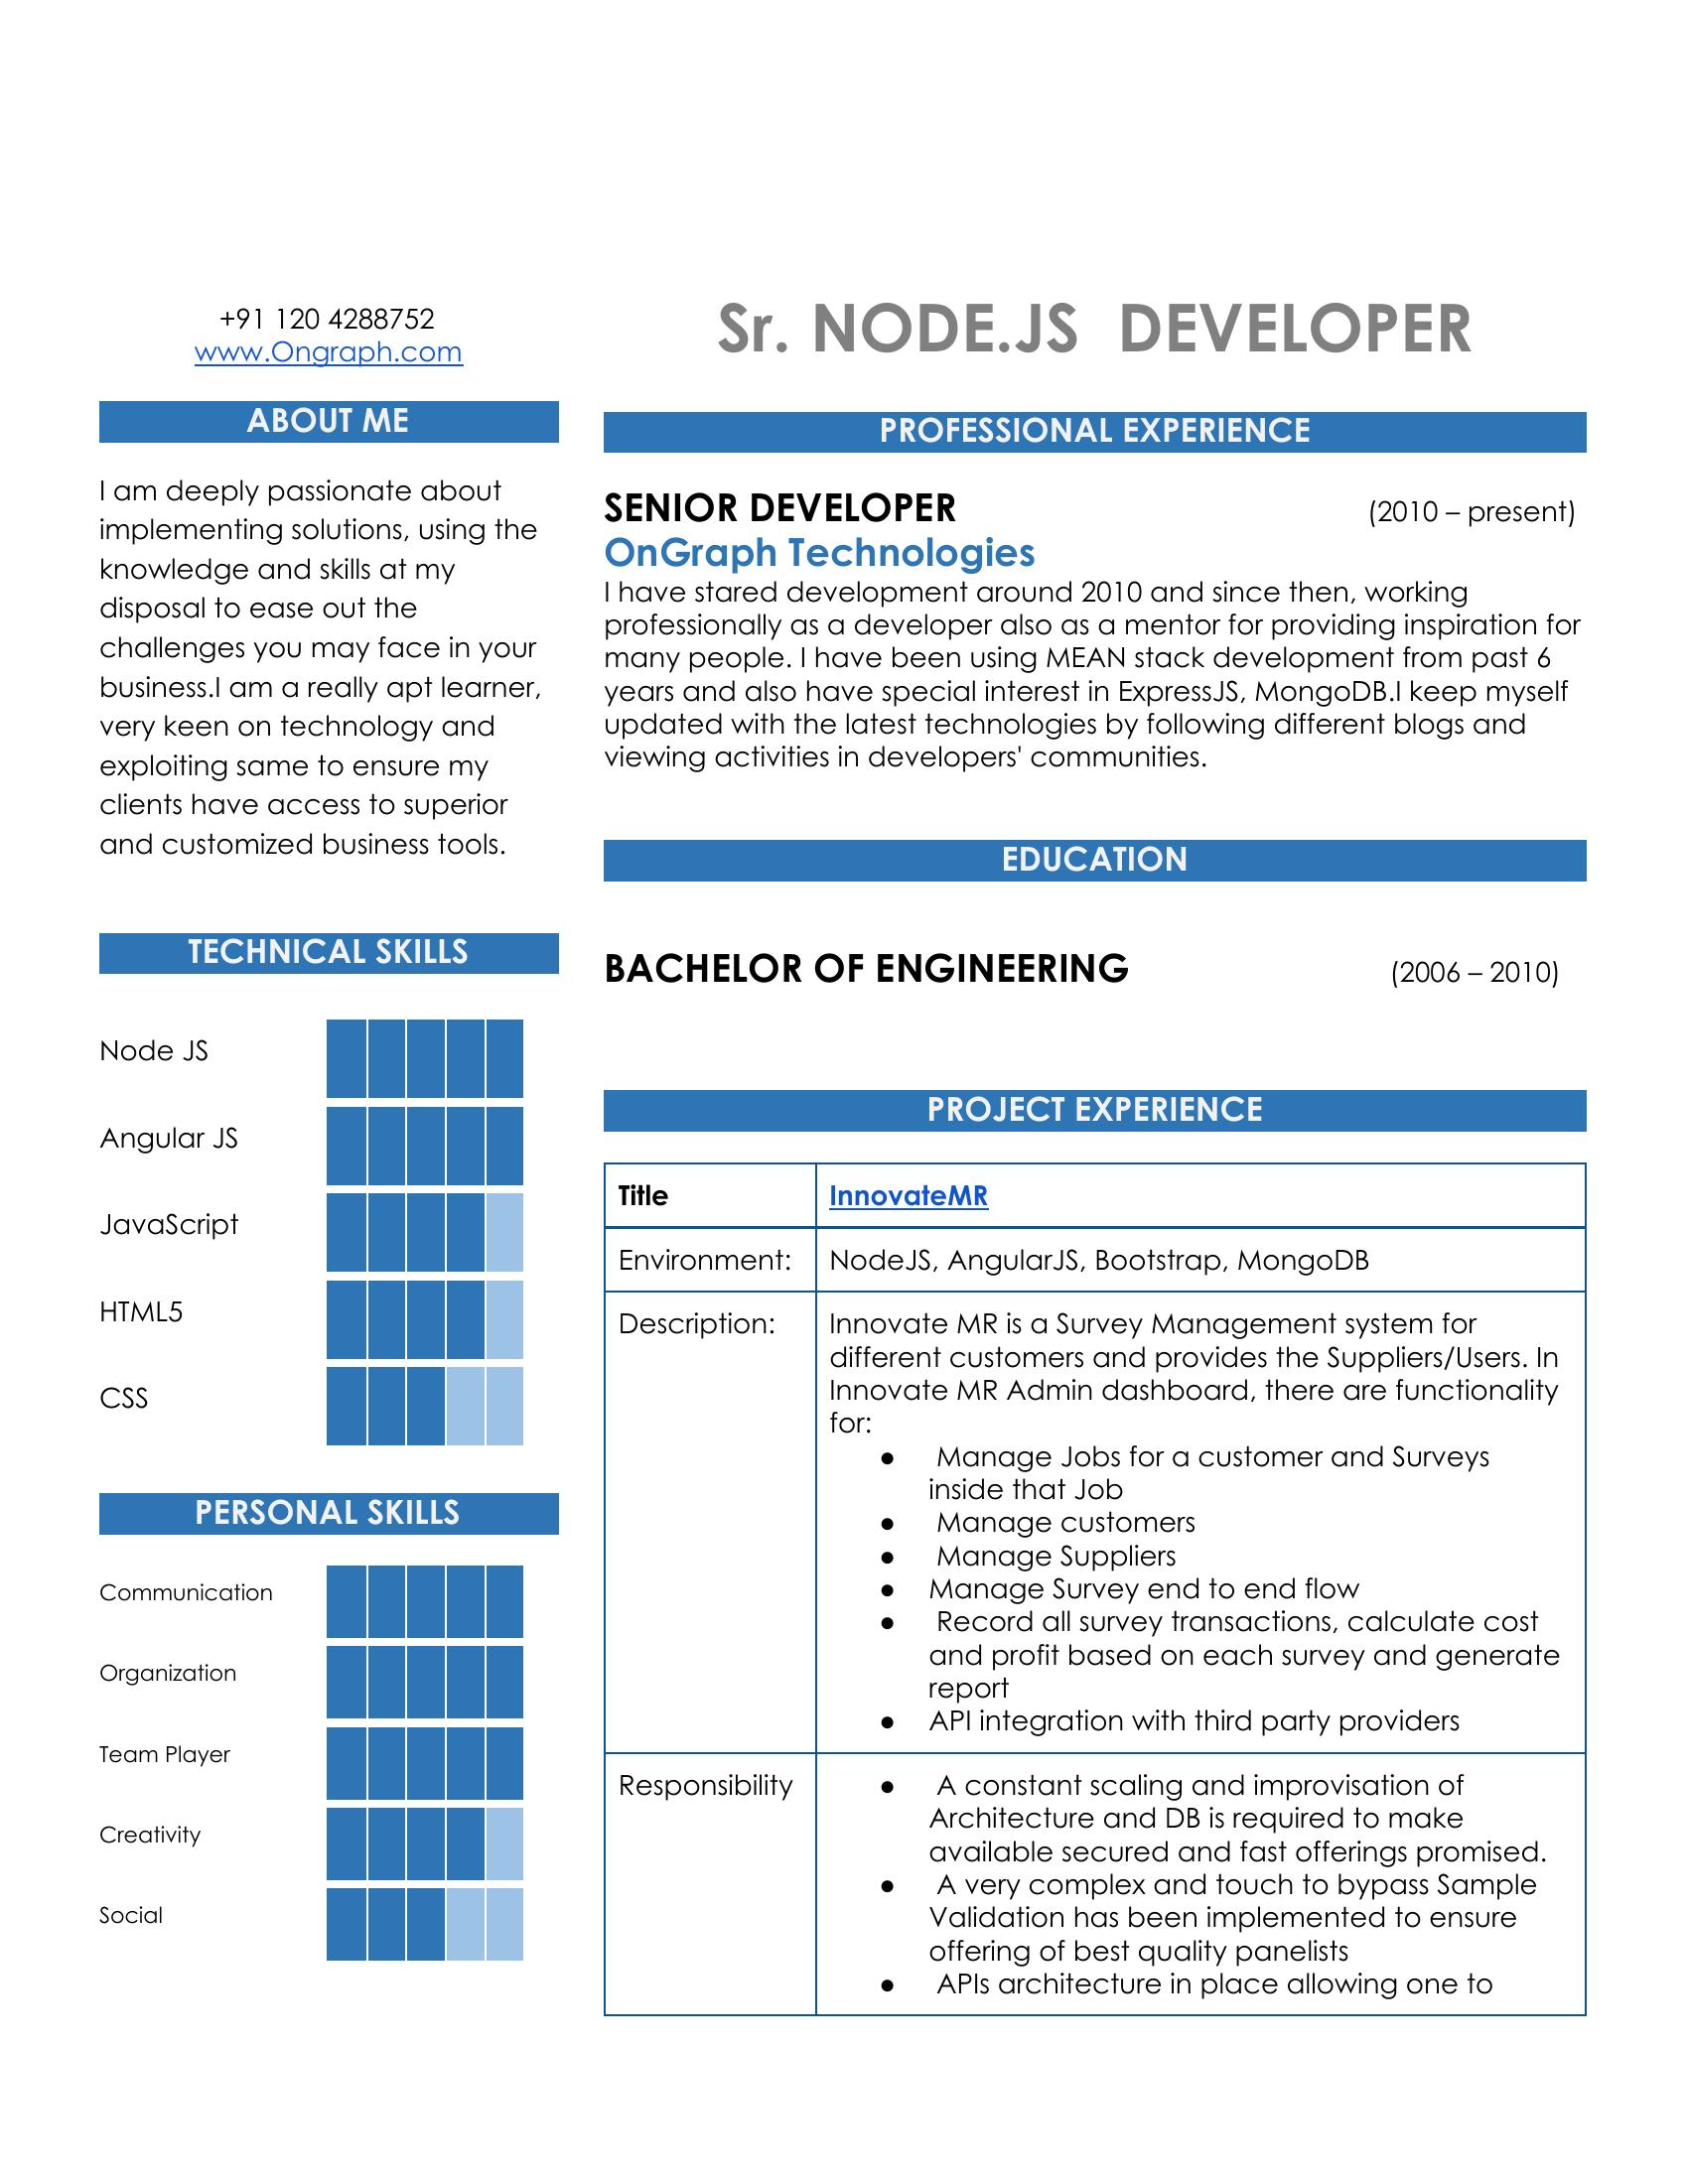 +91 120 4288752
www.Ongraph.com
ABOUT ME
I am deeply passionate about
implementing solutions, using the
knowledge and skills at my
disposal to ease out the
challenges you may face in your
business.I am a really apt learner,
very keen on technology and
exploiting same to ensure my
clients have access to superior
and customized business tools.
TECHNICAL SKILLS
Node JS
Angular JS
JavaScript
HTML5
CSS
PERSONAL SKILLS
Communication
Organization
Team Player
Creativity
Social
Sr. NODE.JS DEVELOPER
PROFESSIONAL EXPERIENCE
SENIOR DEVELOPER (2010 – present)
OnGraph Technologies
I have stared development around 2010 and since then, working
professionally as a developer also as a mentor for providing inspiration for
many people. I have been using MEAN stack development from past 6
years and also have special interest in ExpressJS, MongoDB.I keep myself
updated with the latest technologies by following different blogs and
viewing activities in developers' communities.
EDUCATION
BACHELOR OF ENGINEERING (2006 – 2010)
PROJECT EXPERIENCE
Title InnovateMR
Environment: NodeJS, AngularJS, Bootstrap, MongoDB
Description: Innovate MR is a Survey Management system for
different customers and provides the Suppliers/Users. In
Innovate MR Admin dashboard, there are functionality
for:
● Manage Jobs for a customer and Surveys
inside that Job
● Manage customers
● Manage Suppliers
● Manage Survey end to end flow
● Record all survey transactions, calculate cost
and profit based on each survey and generate
report
● API integration with third party providers
Responsibility ● A constant scaling and improvisation of
Architecture and DB is required to make
available secured and fast offerings promised.
● A very complex and touch to bypass Sample
Validation has been implemented to ensure
offering of best quality panelists
● APIs architecture in place allowing one to